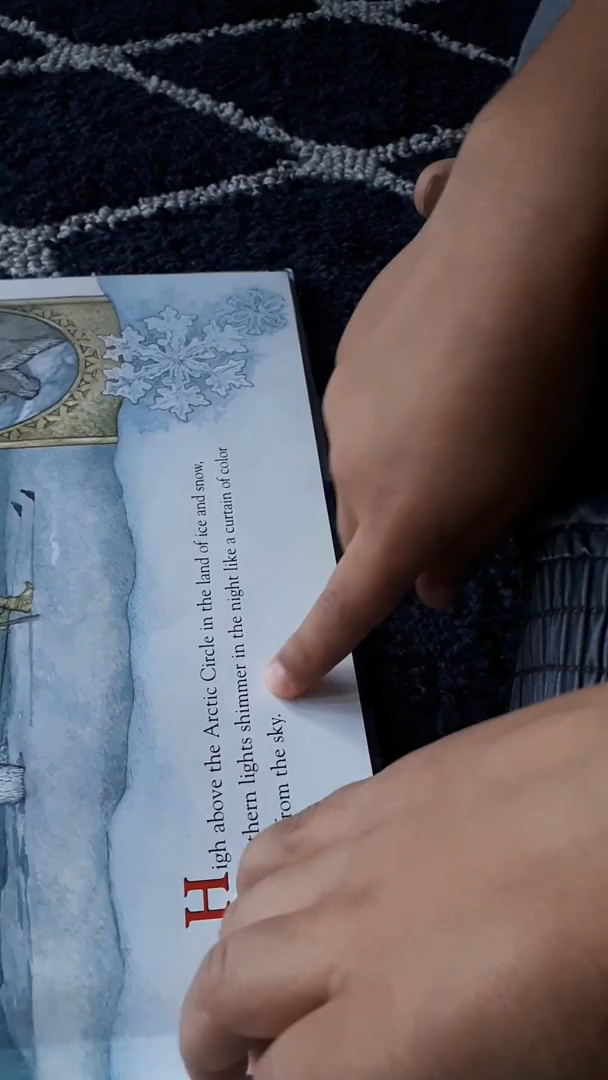 High above the Arctic Circle in the land of ice and snow,
thern lights shimmer in the night like a curtain of color
rom the sky.